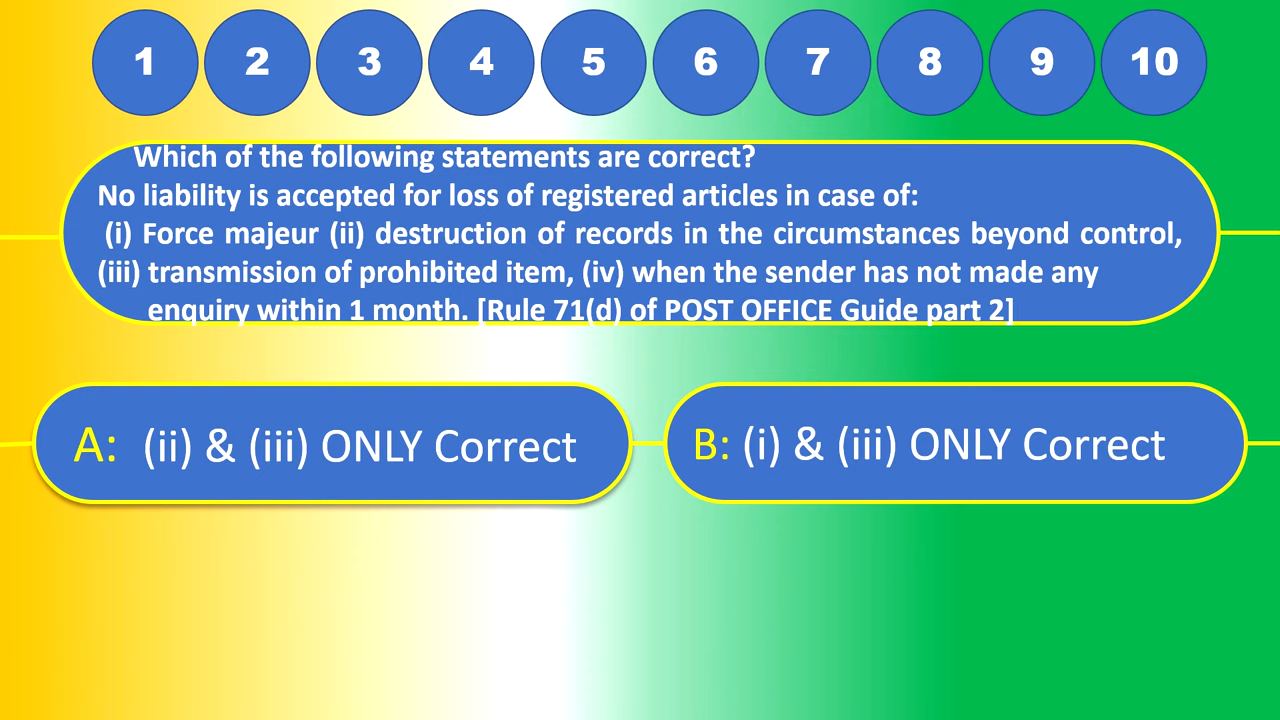 1 2 3 4 5 6 7 8 9 10
Which of the following statements are correct?
No liability is accepted for loss of registered articles in case of:
(i) Force majeur (ii) destruction of records in the circumstances beyond control,
(iii) transmission of prohibited item, (iv) when the sender has not made any
enquiry within 1 month. [Rule 71(d) of POST OFFICE Guide part 2]
A: (ii) & (iii) ONLY Correct
B: (i) & (iii) ONLY Correct